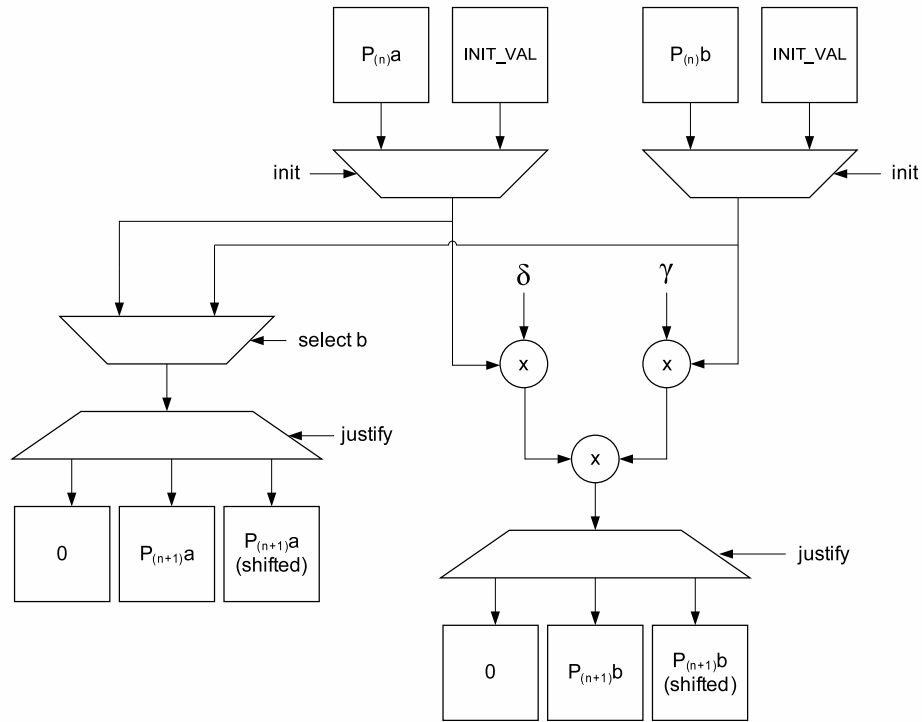 P(n)a
INIT_VAL
P(n)b
INIT_VAL
init
init
δ
γ
select b
x
x
justify
x
0
P(n+1)a
P(n+1)a
(shifted)
justify
0
P(n+1)b
P(n+1)b
(shifted)